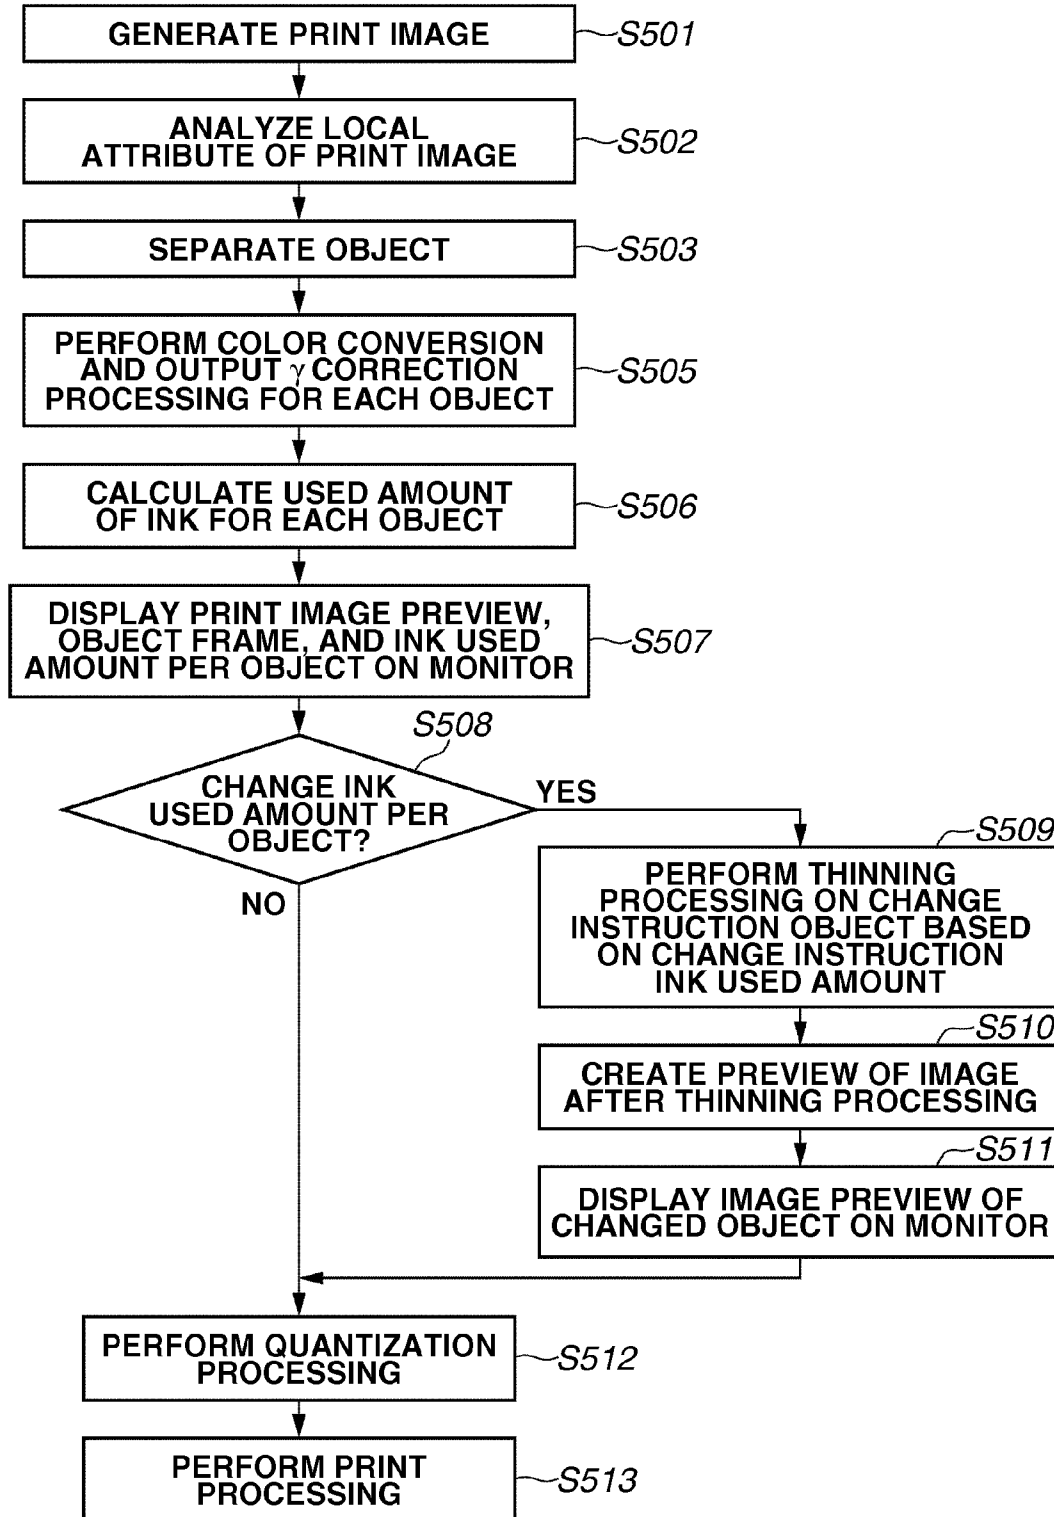 GENERATE PRINT IMAGE
S501
ANALYZE LOCAL
ATTRIBUTE OF PRINT IMAGE
S502
SEPARATE OBJECT
S503
PERFORM COLOR CONVERSION
AND OUTPUT γ CORRECTION
PROCESSING FOR EACH OBJECT
S505
CALCULATE USED AMOUNT
OF INK FOR EACH OBJECT
S506
DISPLAY PRINT IMAGE PREVIEW,
OBJECT FRAME, AND INK USED
AMOUNT PER OBJECT ON MONITOR
S507
S508
CHANGE INK
USED AMOUNT PER
OBJECT?
YES
NO
S509
PERFORM THINNING
PROCESSING ON CHANGE
INSTRUCTION OBJECT BASED
ON CHANGE INSTRUCTION
INK USED AMOUNT
S510
CREATE PREVIEW OF IMAGE
AFTER THINNING PROCESSING
S511
DISPLAY IMAGE PREVIEW OF
CHANGED OBJECT ON MONITOR
PERFORM QUANTIZATION
PROCESSING
S512
PERFORM PRINT
PROCESSING
S513